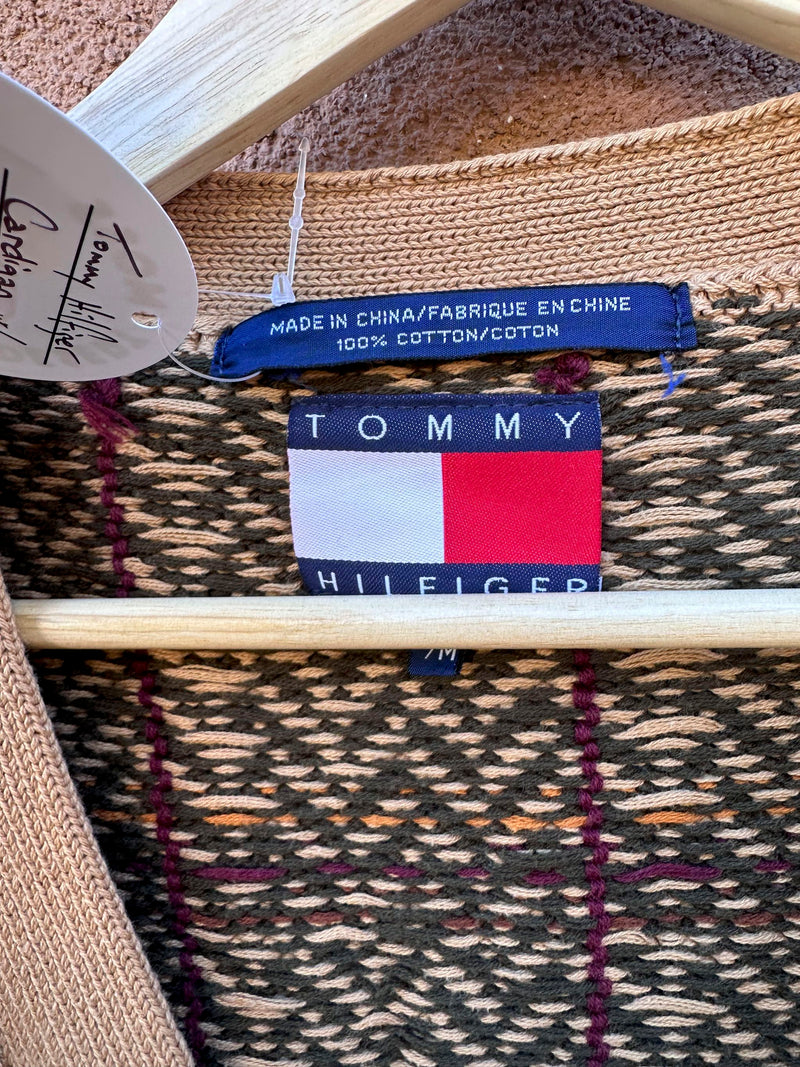 Tommy Hilfiger
Cardigan
MADE IN CHINA/FABRIQUE EN CHINE
100% COTTON/COTON
TOMMY
HILFIGER
/M